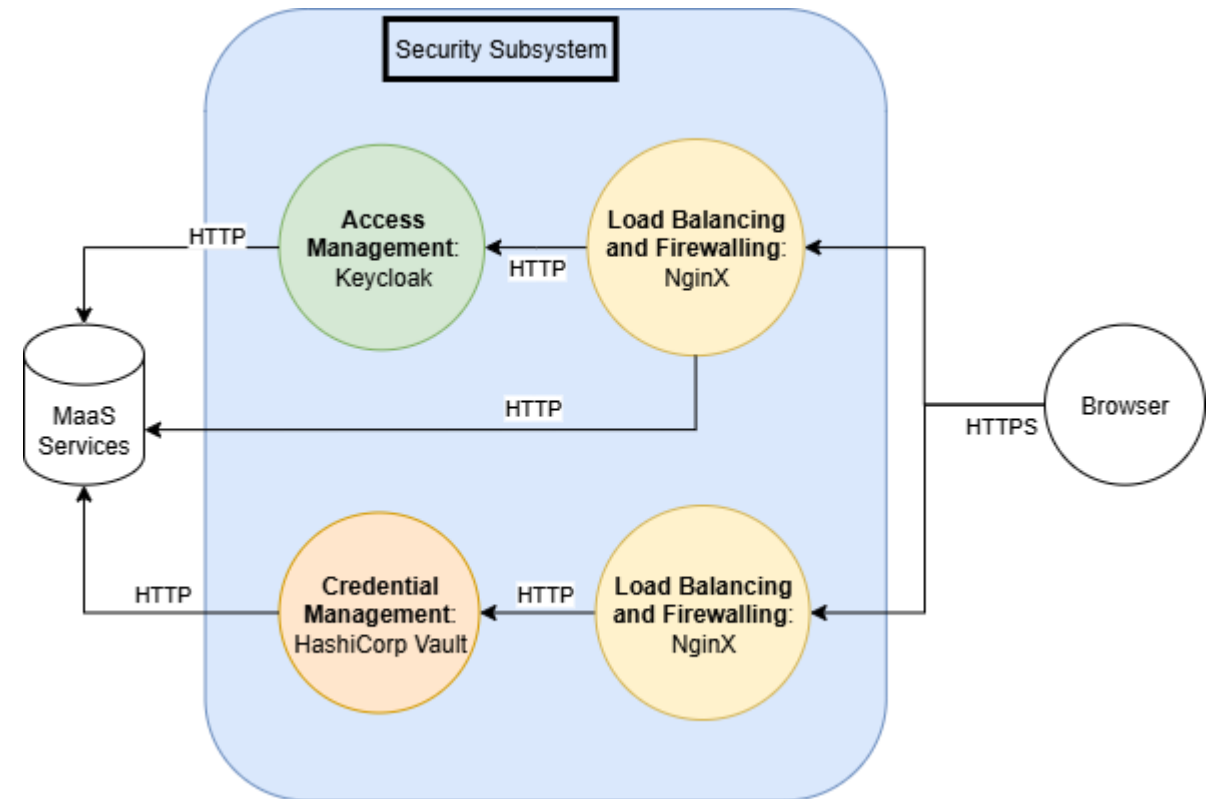 Security Subsystem
Access
Management:
Keycloak
Load Balancing
and Firewalling:
NginX
HTTP
HTTP
MaaS
Services
HTTP
Browser
HTTPS
Credential
Management:
HashiCorp Vault
Load Balancing
and Firewalling:
NginX
HTTP
HTTP